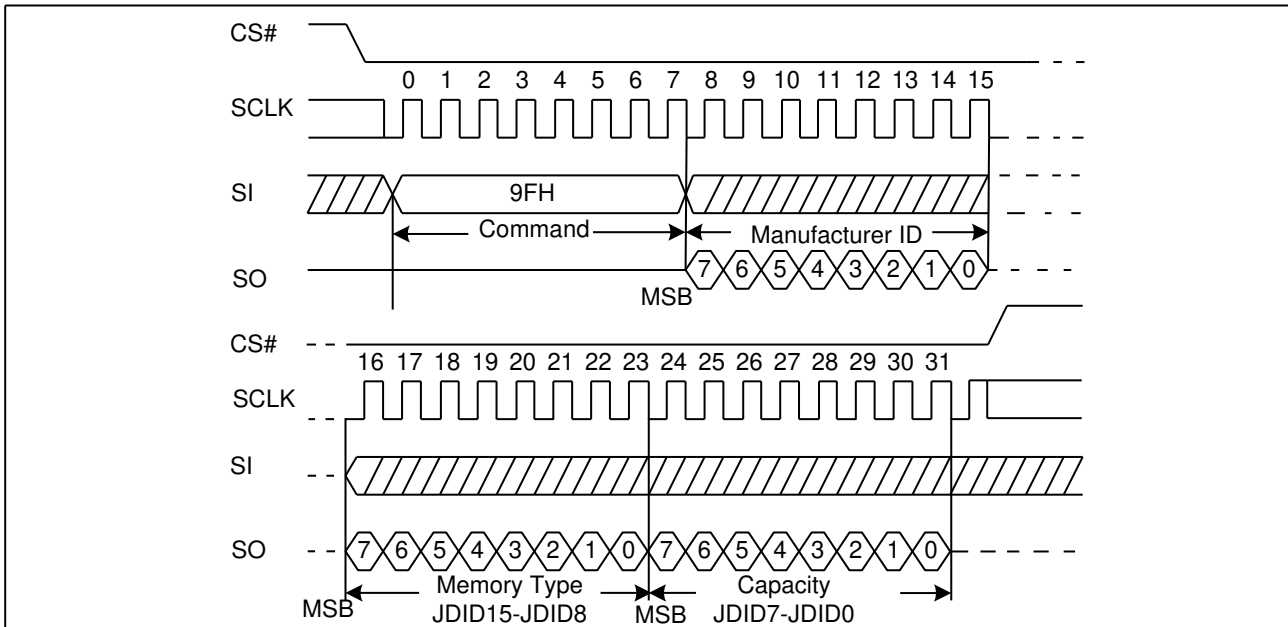 CS#
0 1 2 3 4 5 6 7 8 9 10 11 12 13 14 15
SCLK
SI 9FH
Command Manufacturer ID
SO 7 6 5 4 3 2 1 0
MSB
CS#
16 17 18 19 20 21 22 23 24 25 26 27 28 29 30 31
SCLK
SI
SO 7 6 5 4 3 2 1 0 7 6 5 4 3 2 1 0
Memory Type Capacity
MSB JDID15-JDID8 MSB JDID7-JDID0